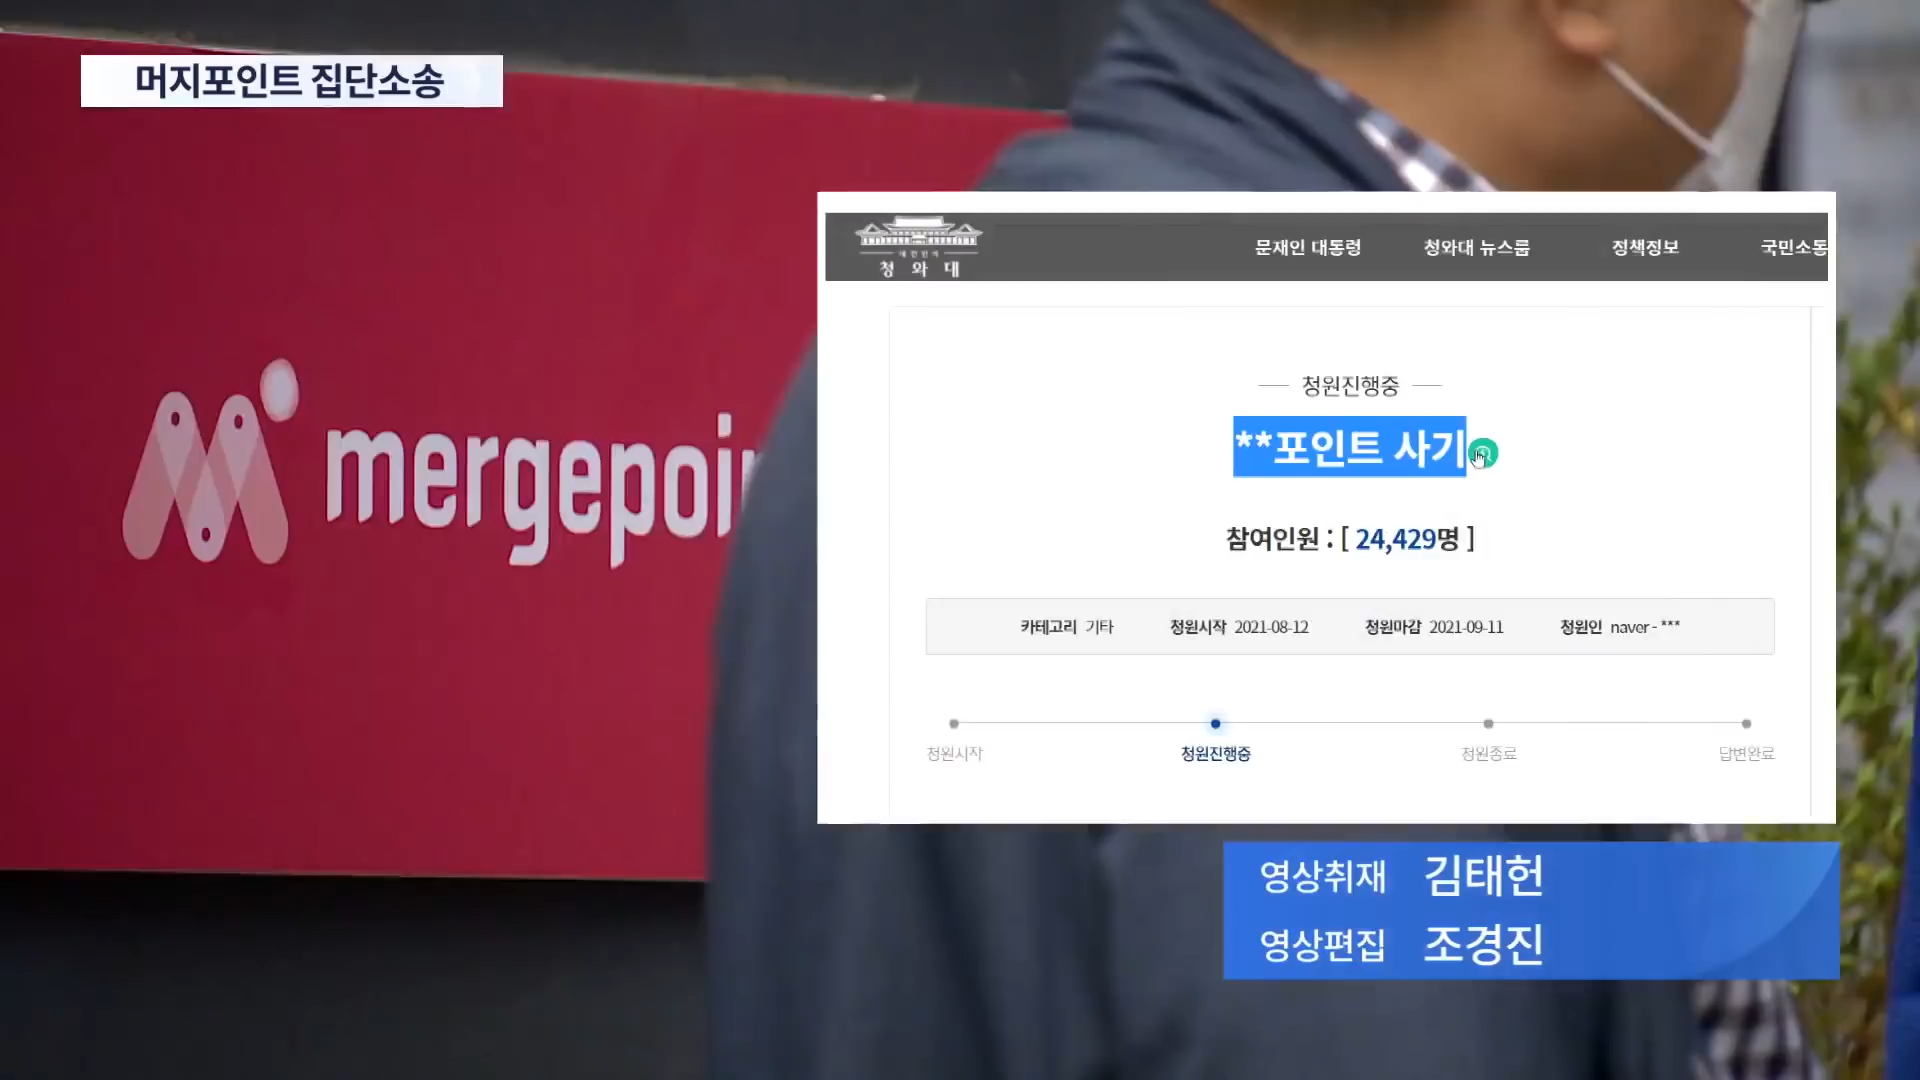 머지포인트 집단소송
mergepoin
청 와 대
문재인 대통령 청와대 뉴스룸 정책정보 국민소통
청원진행중
**포인트 사기
참여인원 : [ 24,429명 ]
카테고리 기타 청원시작 2021-08-12 청원마감 2021-09-11 청원인 naver - ***
청원시작 청원진행중 청원종료 답변완료
영상취재 김태헌
영상편집 조경진